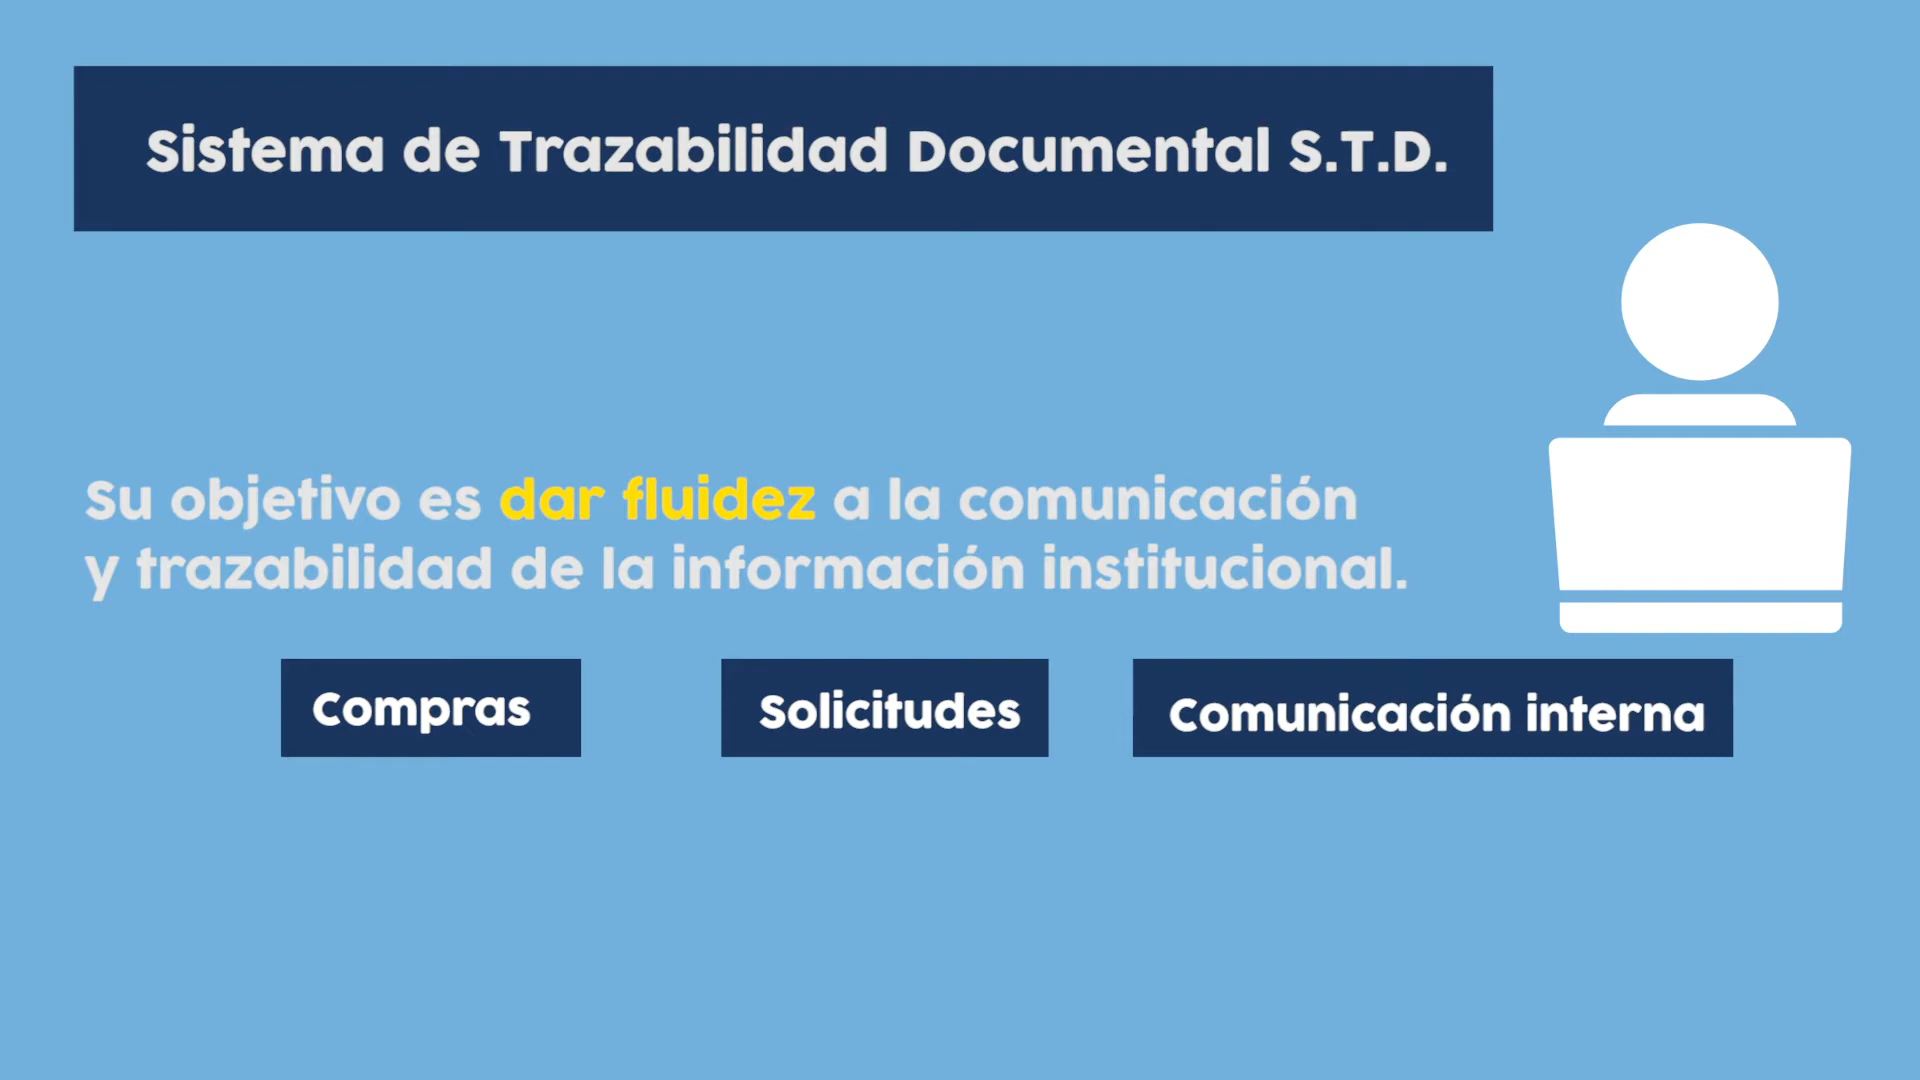 Sistema de Trazabilidad Documental S.T.D.
Su objetivo es dar fluidez a la comunicación
y trazabilidad de la información institucional.
Compras
Solicitudes
Comunicación interna